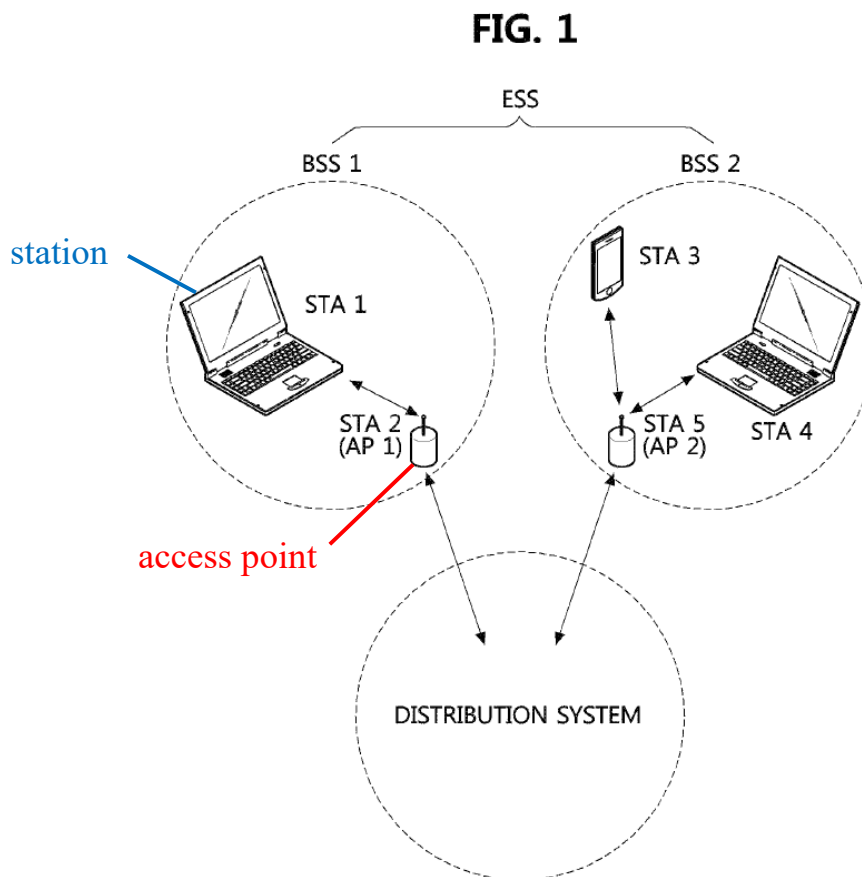 FIG. 1
ESS
BSS 1
BSS 2
station
STA 1
STA 3
STA 2
(AP 1)
STA 5
(AP 2)
STA 4
access point
DISTRIBUTION SYSTEM